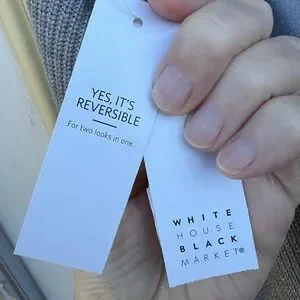 YES, IT'S
REVERSIBLE
For two looks in one.
WHITE
HOUSE
BLACK
MARKET®